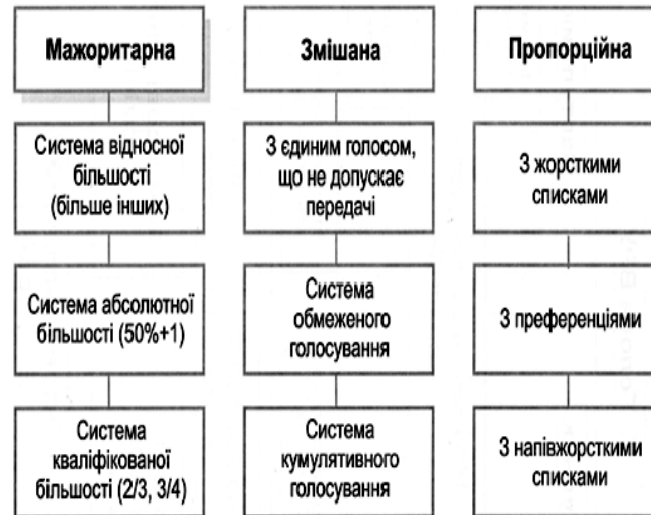 Мажоритарна
Змішана
Пропорційна
Система відносної
більшості
(більше інших)
З єдиним голосом,
що не допускає
передачі
З жорсткими
списками
Система абсолютної
більшості (50%+1)
Система
обмеженого
голосування
З преференціями
Система
кваліфікованої
більшості (2/3, 3/4)
Система
кумулятивного
голосування
З напівжорсткими
списками